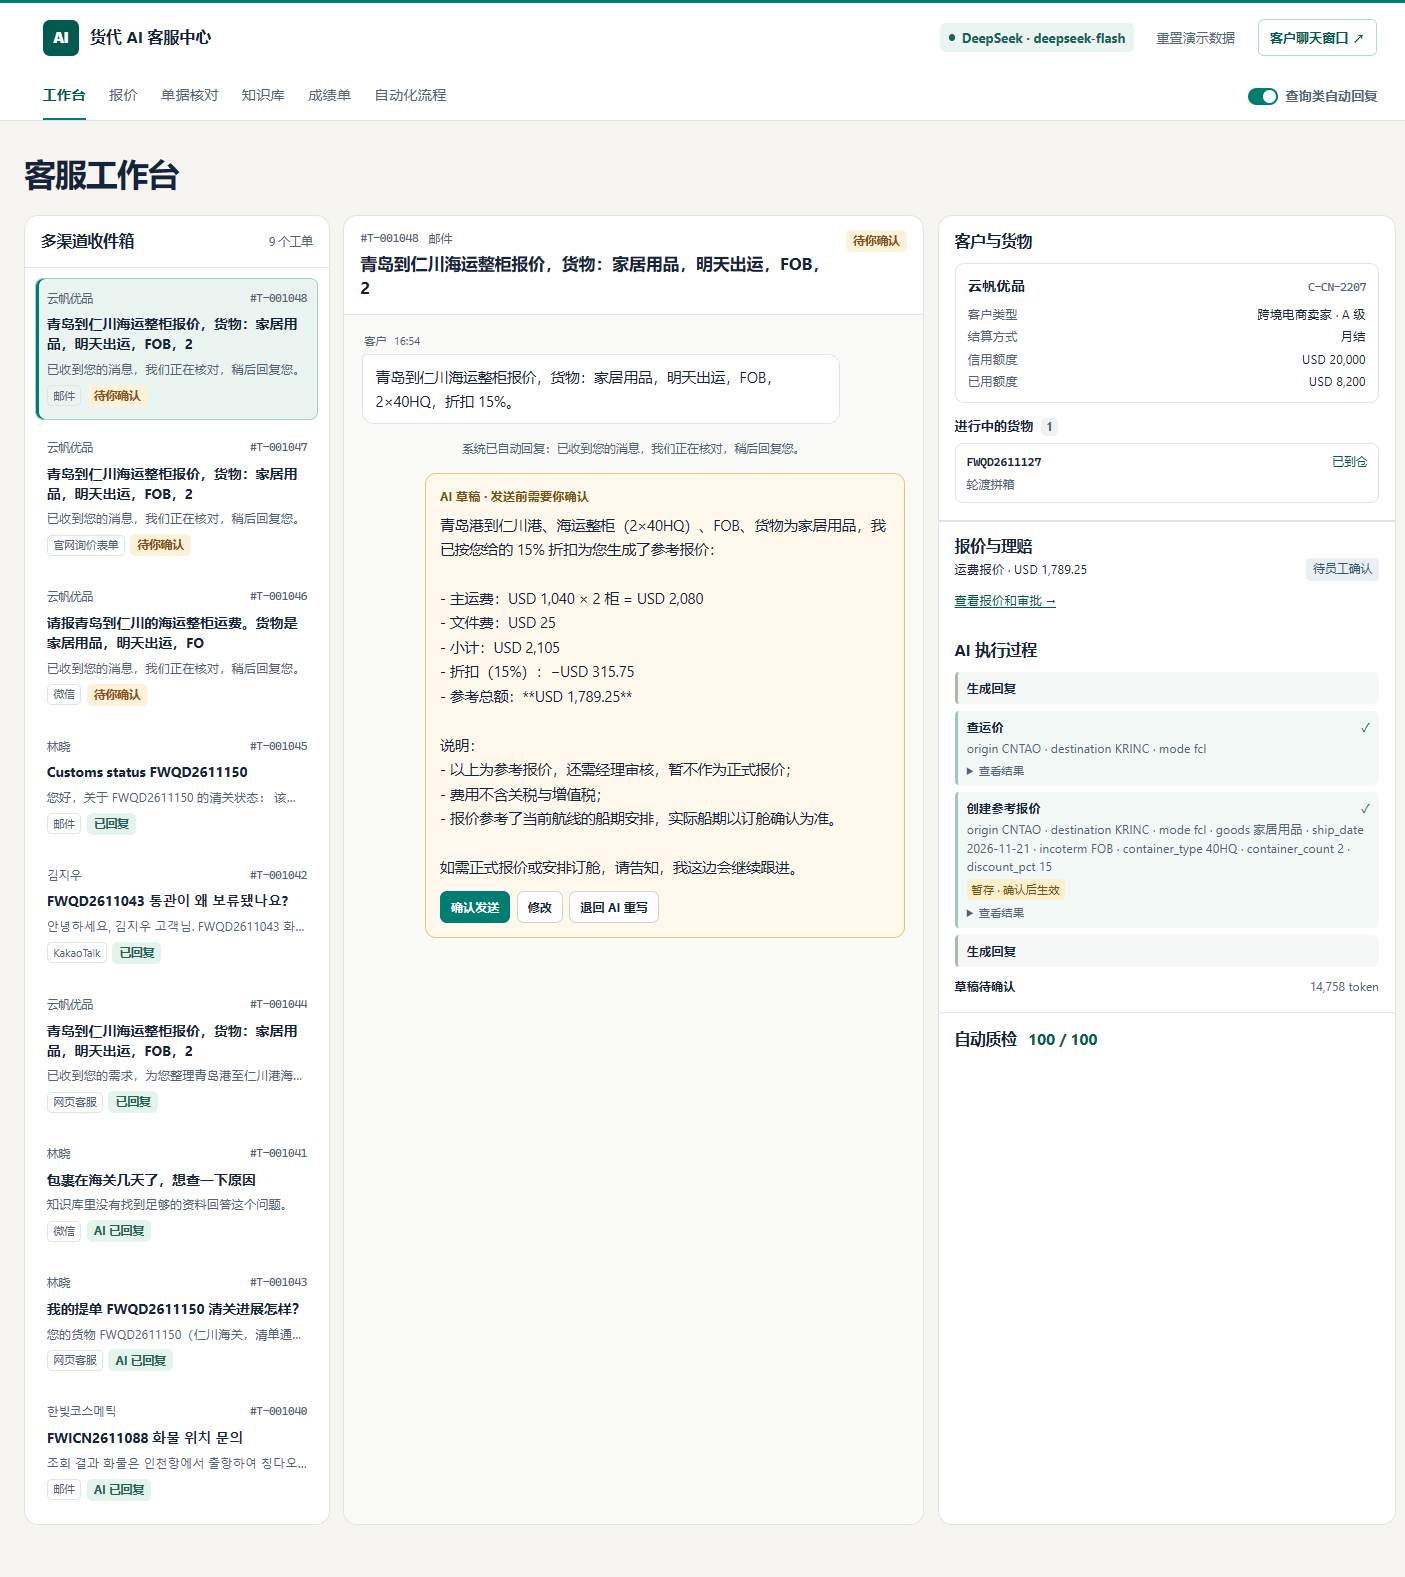 AI 货代 AI 客服中心
DeepSeek · deepseek-flash 重置演示数据 客户聊天窗口 ↗
工作台 报价 单据核对 知识库 成绩单 自动化流程
查询类自动回复
客服工作台
多渠道收件箱 9 个工单
云帆优品 #T-001048
青岛到仁川海运整柜报价，货物：家居用
品，明天出运，FOB，2
已收到您的消息，我们正在核对，稍后回复您。
邮件 待你确认
云帆优品 #T-001047
青岛到仁川海运整柜报价，货物：家居用
品，明天出运，FOB，2
已收到您的消息，我们正在核对，稍后回复您。
官网询价表单 待你确认
云帆优品 #T-001046
请报青岛到仁川的海运整柜运费。货物是
家居用品，明天出运，FO
已收到您的消息，我们正在核对，稍后回复您。
微信 待你确认
林晓 #T-001045
Customs status FWQD2611150
您好，关于 FWQD2611150 的清关状态： 该...
邮件 已回复
김지우 #T-001042
FWQD2611043 통관이 왜 보류됐나요?
안녕하세요, 김지우 고객님. FWQD2611043 화...
KakaoTalk 已回复
云帆优品 #T-001044
青岛到仁川海运整柜报价，货物：家居用
品，明天出运，FOB，2
已收到您的需求，为您整理青岛港至仁川港海...
网页客服 已回复
林晓 #T-001041
包裹在海关几天了，想查一下原因
知识库里没有找到足够的资料回答这个问题。
微信 AI 已回复
林晓 #T-001043
我的提单 FWQD2611150 清关进展怎样？
您的货物 FWQD2611150（仁川海关，清单通...
网页客服 AI 已回复
한빛코스메틱 #T-001040
FWICN2611088 화물 위치 문의
조회 결과 화물은 인천항에서 출항하여 칭다오...
邮件 AI 已回复
#T-001048 邮件 待你确认
青岛到仁川海运整柜报价，货物：家居用品，明天出运，FOB，
2
客户 16:54
青岛到仁川海运整柜报价，货物：家居用品，明天出运，FOB，
2×40HQ，折扣 15%。
系统已自动回复：已收到您的消息，我们正在核对，稍后回复您。
AI 草稿 · 发送前需要你确认
青岛港到仁川港、海运整柜（2×40HQ）、FOB、货物为家居用品，我
已按您给的 15% 折扣为您生成了参考报价：
- 主运费：USD 1,040 × 2 柜 = USD 2,080
- 文件费：USD 25
- 小计：USD 2,105
- 折扣（15%）：−USD 315.75
- 参考总额：**USD 1,789.25**
说明：
- 以上为参考报价，还需经理审核，暂不作为正式报价；
- 费用不含关税与增值税；
- 报价参考了当前航线的船期安排，实际船期以订舱确认为准。
如需正式报价或安排订舱，请告知，我这边会继续跟进。
确认发送 修改 退回 AI 重写
客户与货物
云帆优品 C-CN-2207
客户类型 跨境电商卖家 · A 级
结算方式 月结
信用额度 USD 20,000
已用额度 USD 8,200
进行中的货物 1
FWQD2611127 已到仓
轮渡拼箱
报价与理赔
运费报价 · USD 1,789.25 待员工确认
查看报价和审批 →
AI 执行过程
生成回复
查运价 ✓
origin CNTAO · destination KRINC · mode fcl
▶ 查看结果
创建参考报价 ✓
origin CNTAO · destination KRINC · mode fcl · goods 家居用品 · ship_date
2026-11-21 · incoterm FOB · container_type 40HQ · container_count 2 ·
discount_pct 15
暂存 · 确认后生效
▶ 查看结果
生成回复
草稿待确认 14,758 token
自动质检 100 / 100